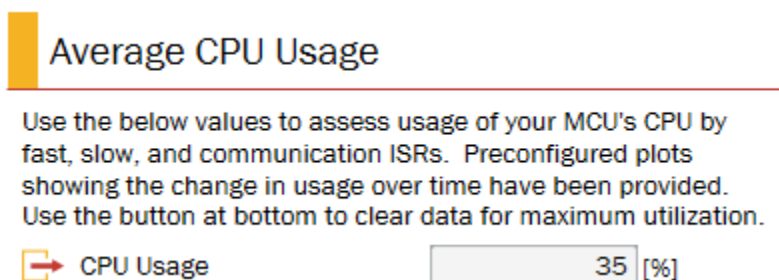 Average CPU Usage
Use the below values to assess usage of your MCU's CPU by
fast, slow, and communication ISRs.  Preconfigured plots
showing the change in usage over time have been provided.
Use the button at bottom to clear data for maximum utilization.
CPU Usage 35 [%]